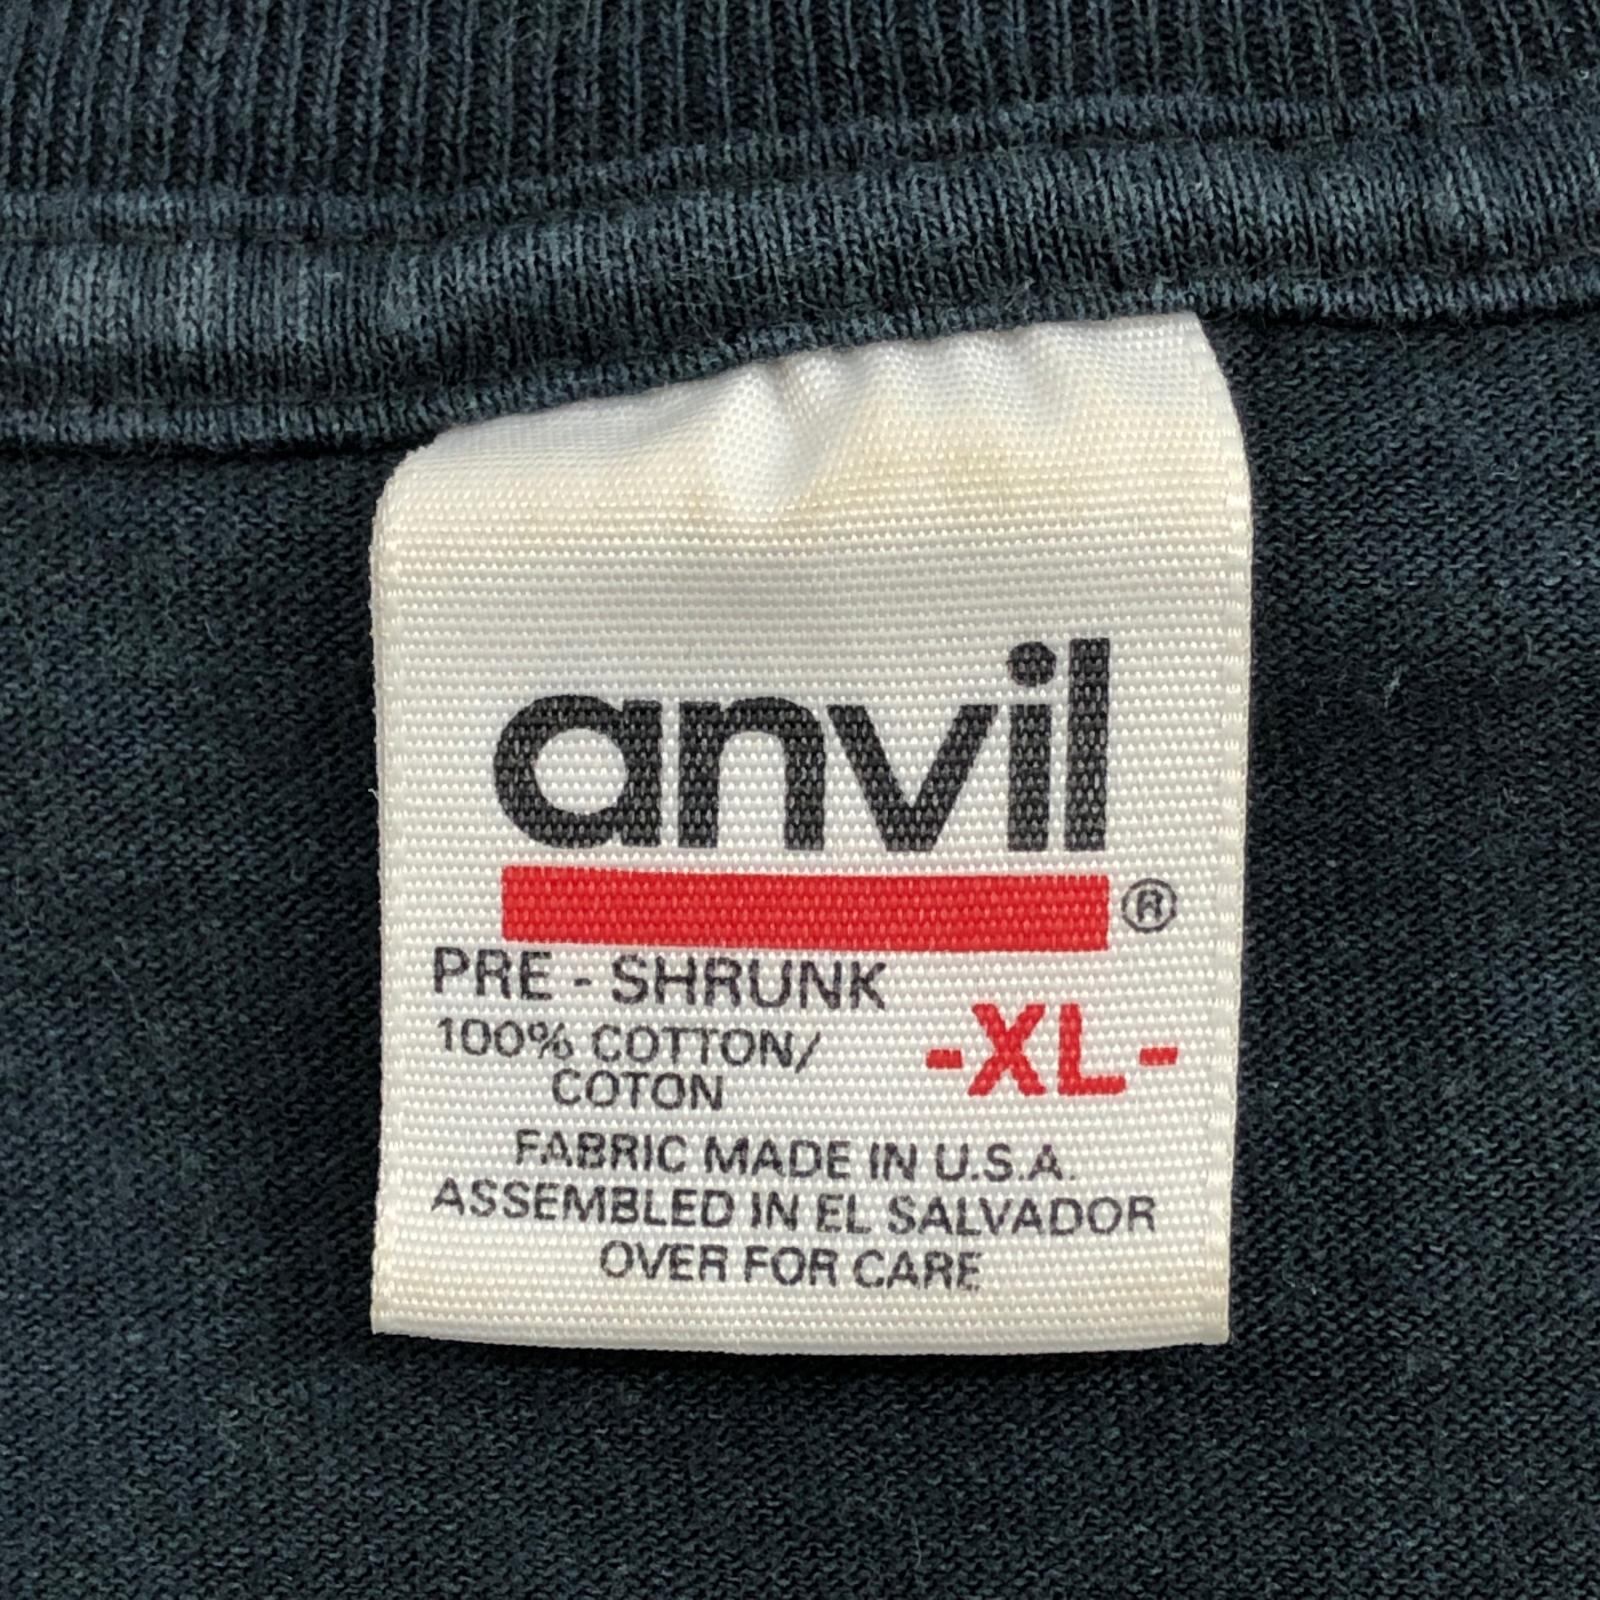 anvil
®
PRE - SHRUNK
100% COTTON/
COTON
-XL-
FABRIC MADE IN U.S.A.
ASSEMBLED IN EL SALVADOR
OVER FOR CARE